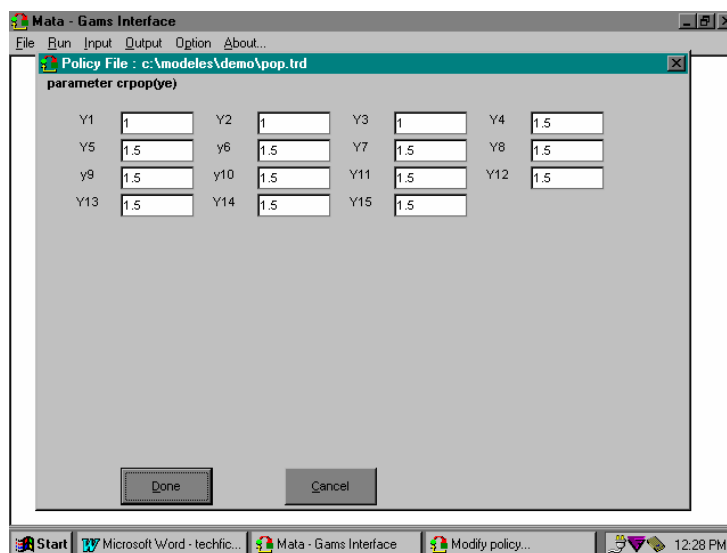 Mata - Gams Interface
File Run Input Output Option About...
Policy File : c:\modeles\demo\pop.trd
parameter crpop(ye)
Y1 1 Y2 1 Y3 1 Y4 1.5
Y5 1.5 y6 1.5 Y7 1.5 Y8 1.5
y9 1.5 y10 1.5 Y11 1.5 Y12 1.5
Y13 1.5 Y14 1.5 Y15 1.5
Done Cancel
Start Microsoft Word - techfic... Mata - Gams Interface Modify policy... 12:28 PM